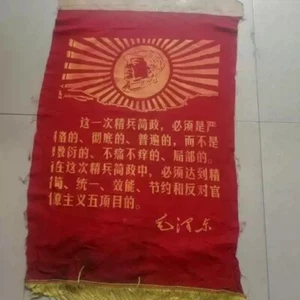 这一次精兵简政，必须是严
格的、彻底的、普遍的，而不是
敷衍的、不痛不痒的、局部的。
在这次精兵简政中，必须达到精
简、统一、效能、节约和反对官
僚主义五项目的。
毛泽东